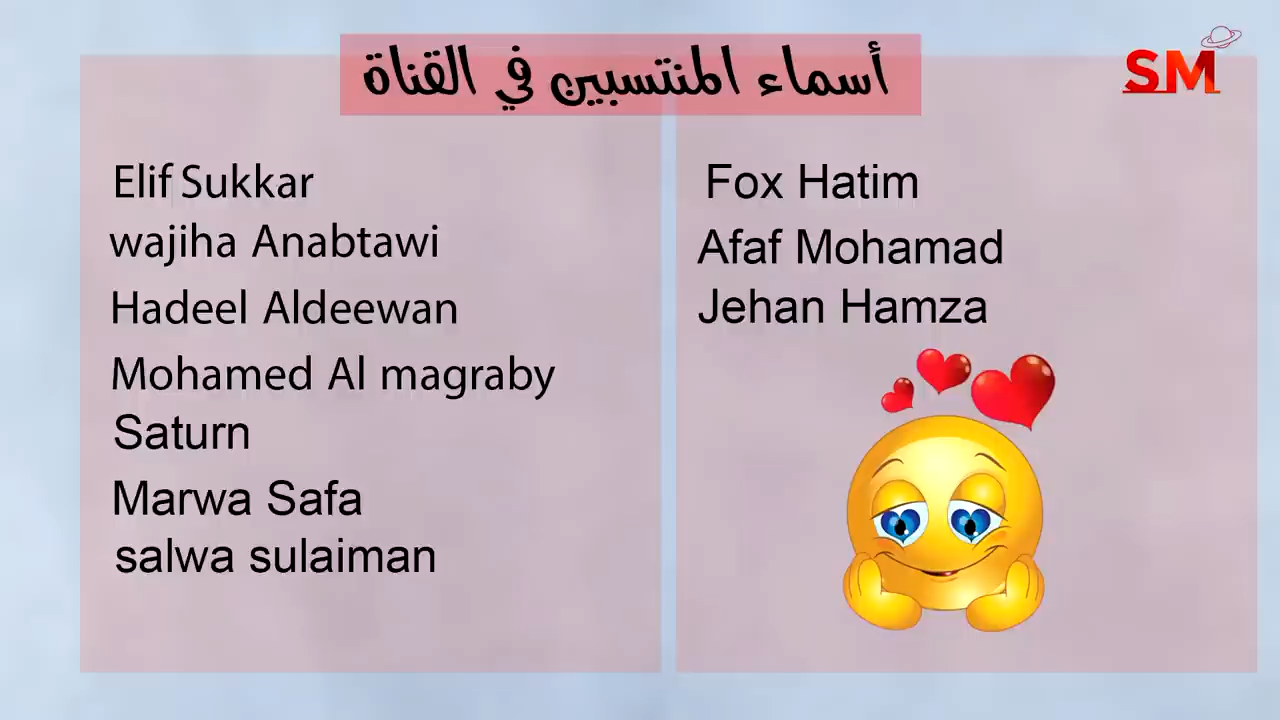 أسماء المنتسبين في القناة
SM
Elif Sukkar
wajiha Anabtawi
Hadeel Aldeewan
Mohamed Al magraby
Saturn
Marwa Safa
salwa sulaiman
Fox Hatim
Afaf Mohamad
Jehan Hamza